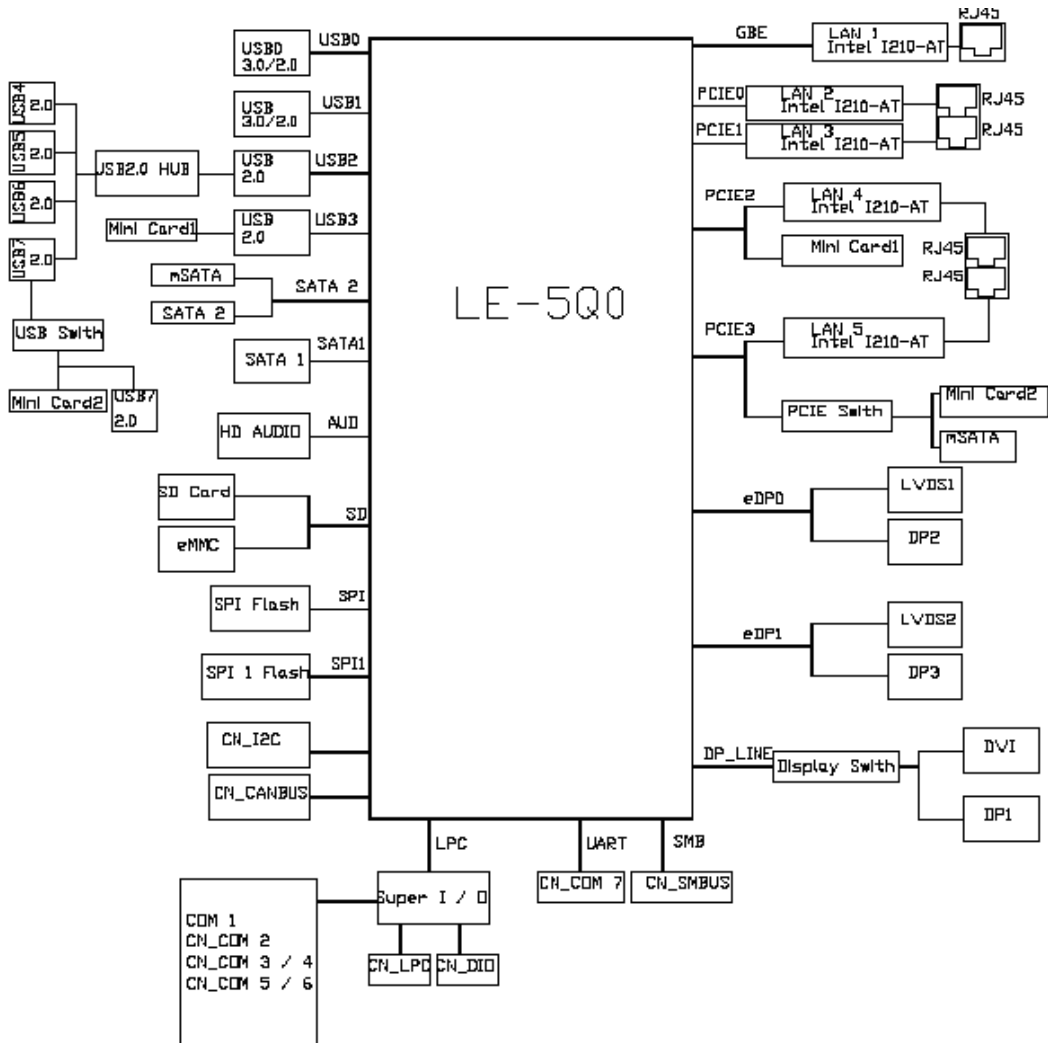 RJ45
GBE
LAN 1
Intel I210-AT
USB0
3.0/2.0
USB0
USB4
2.0
USB
3.0/2.0
USB1
PCIE0
LAN 2
Intel I210-AT
RJ45
USB5
2.0
PCIE1
LAN 3
Intel I210-AT
RJ45
USB2.0 HUB
USB
2.0
USB2
USB6
2.0
PCIE2
LAN 4
Intel I210-AT
Mini Card1
USB
2.0
USB3
USB7
2.0
Mini Card1
RJ45
RJ45
mSATA
SATA 2
SATA 2
LE-5Q0
USB Swith
SATA 1
SATA1
PCIE3
LAN 5
Intel I210-AT
Mini Card2
USB7
2.0
PCIE Swith
Mini Card2
mSATA
HD AUDIO
AUD
SD Card
SD
eMMC
eDP0
LVDS1
DP2
SPI Flash
SPI
eDP1
LVDS2
DP3
SPI 1 Flash
SPI1
CN_I2C
CN_CANBUS
DP_LINE
Display Swith
DVI
DP1
LPC
UART
SMB
Super I / O
CN_COM 7
CN_SMBUS
COM 1
CN_COM 2
CN_COM 3 / 4
CN_COM 5 / 6
CN_LPC
CN_DIO